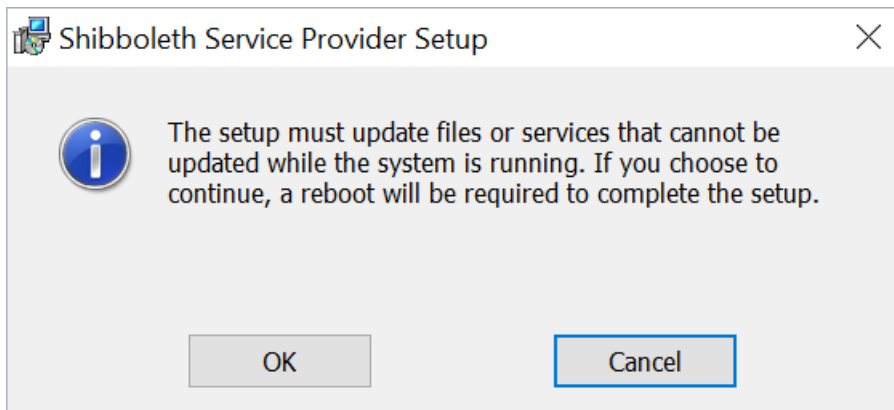 Shibboleth Service Provider Setup
The setup must update files or services that cannot be
updated while the system is running. If you choose to
continue, a reboot will be required to complete the setup.
OK
Cancel